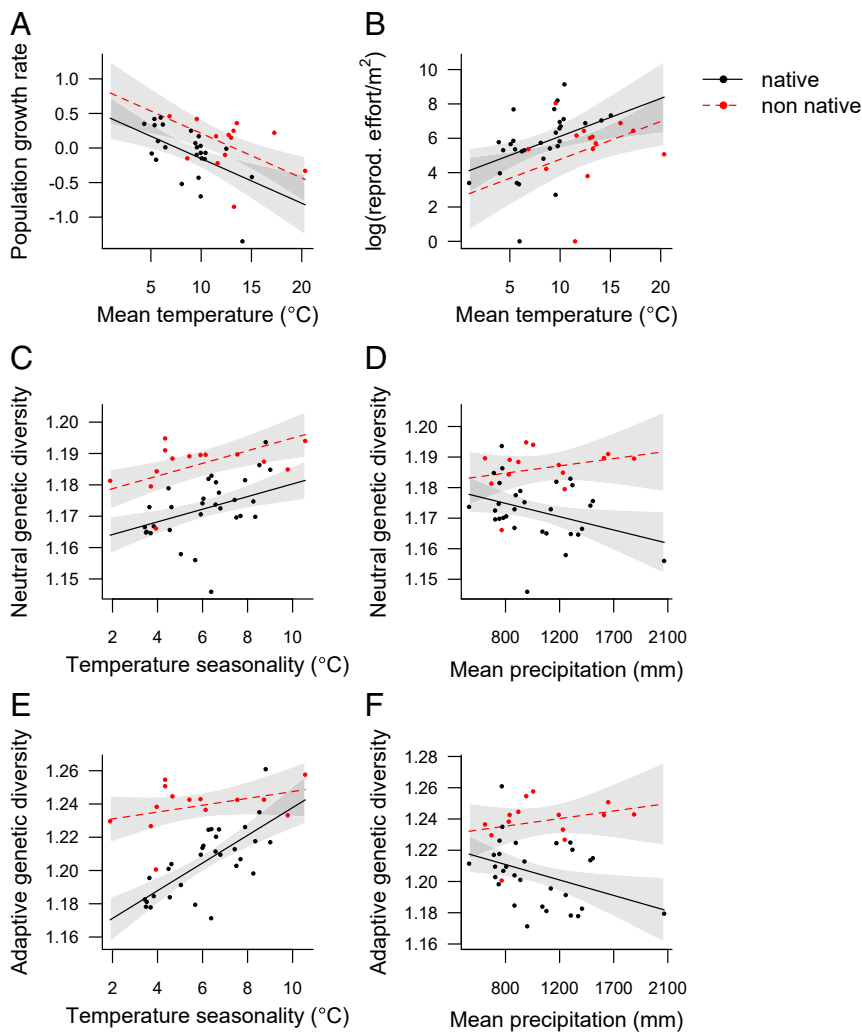 A
Population growth rate
1.0
0.5
0.0
-0.5
-1.0
5 10 15 20
Mean temperature (°C)
B
log(reprod. effort/m²)
10
8
6
4
2
0
5 10 15 20
Mean temperature (°C)
native
non native
C
Neutral genetic diversity
1.20
1.19
1.18
1.17
1.16
1.15
2 4 6 8 10
Temperature seasonality (°C)
D
Neutral genetic diversity
1.20
1.19
1.18
1.17
1.16
1.15
800 1200 1700 2100
Mean precipitation (mm)
E
Adaptive genetic diversity
1.26
1.24
1.22
1.20
1.18
1.16
2 4 6 8 10
Temperature seasonality (°C)
F
Adaptive genetic diversity
1.28
1.26
1.24
1.22
1.20
1.18
1.16
1.14
800 1200 1700 2100
Mean precipitation (mm)